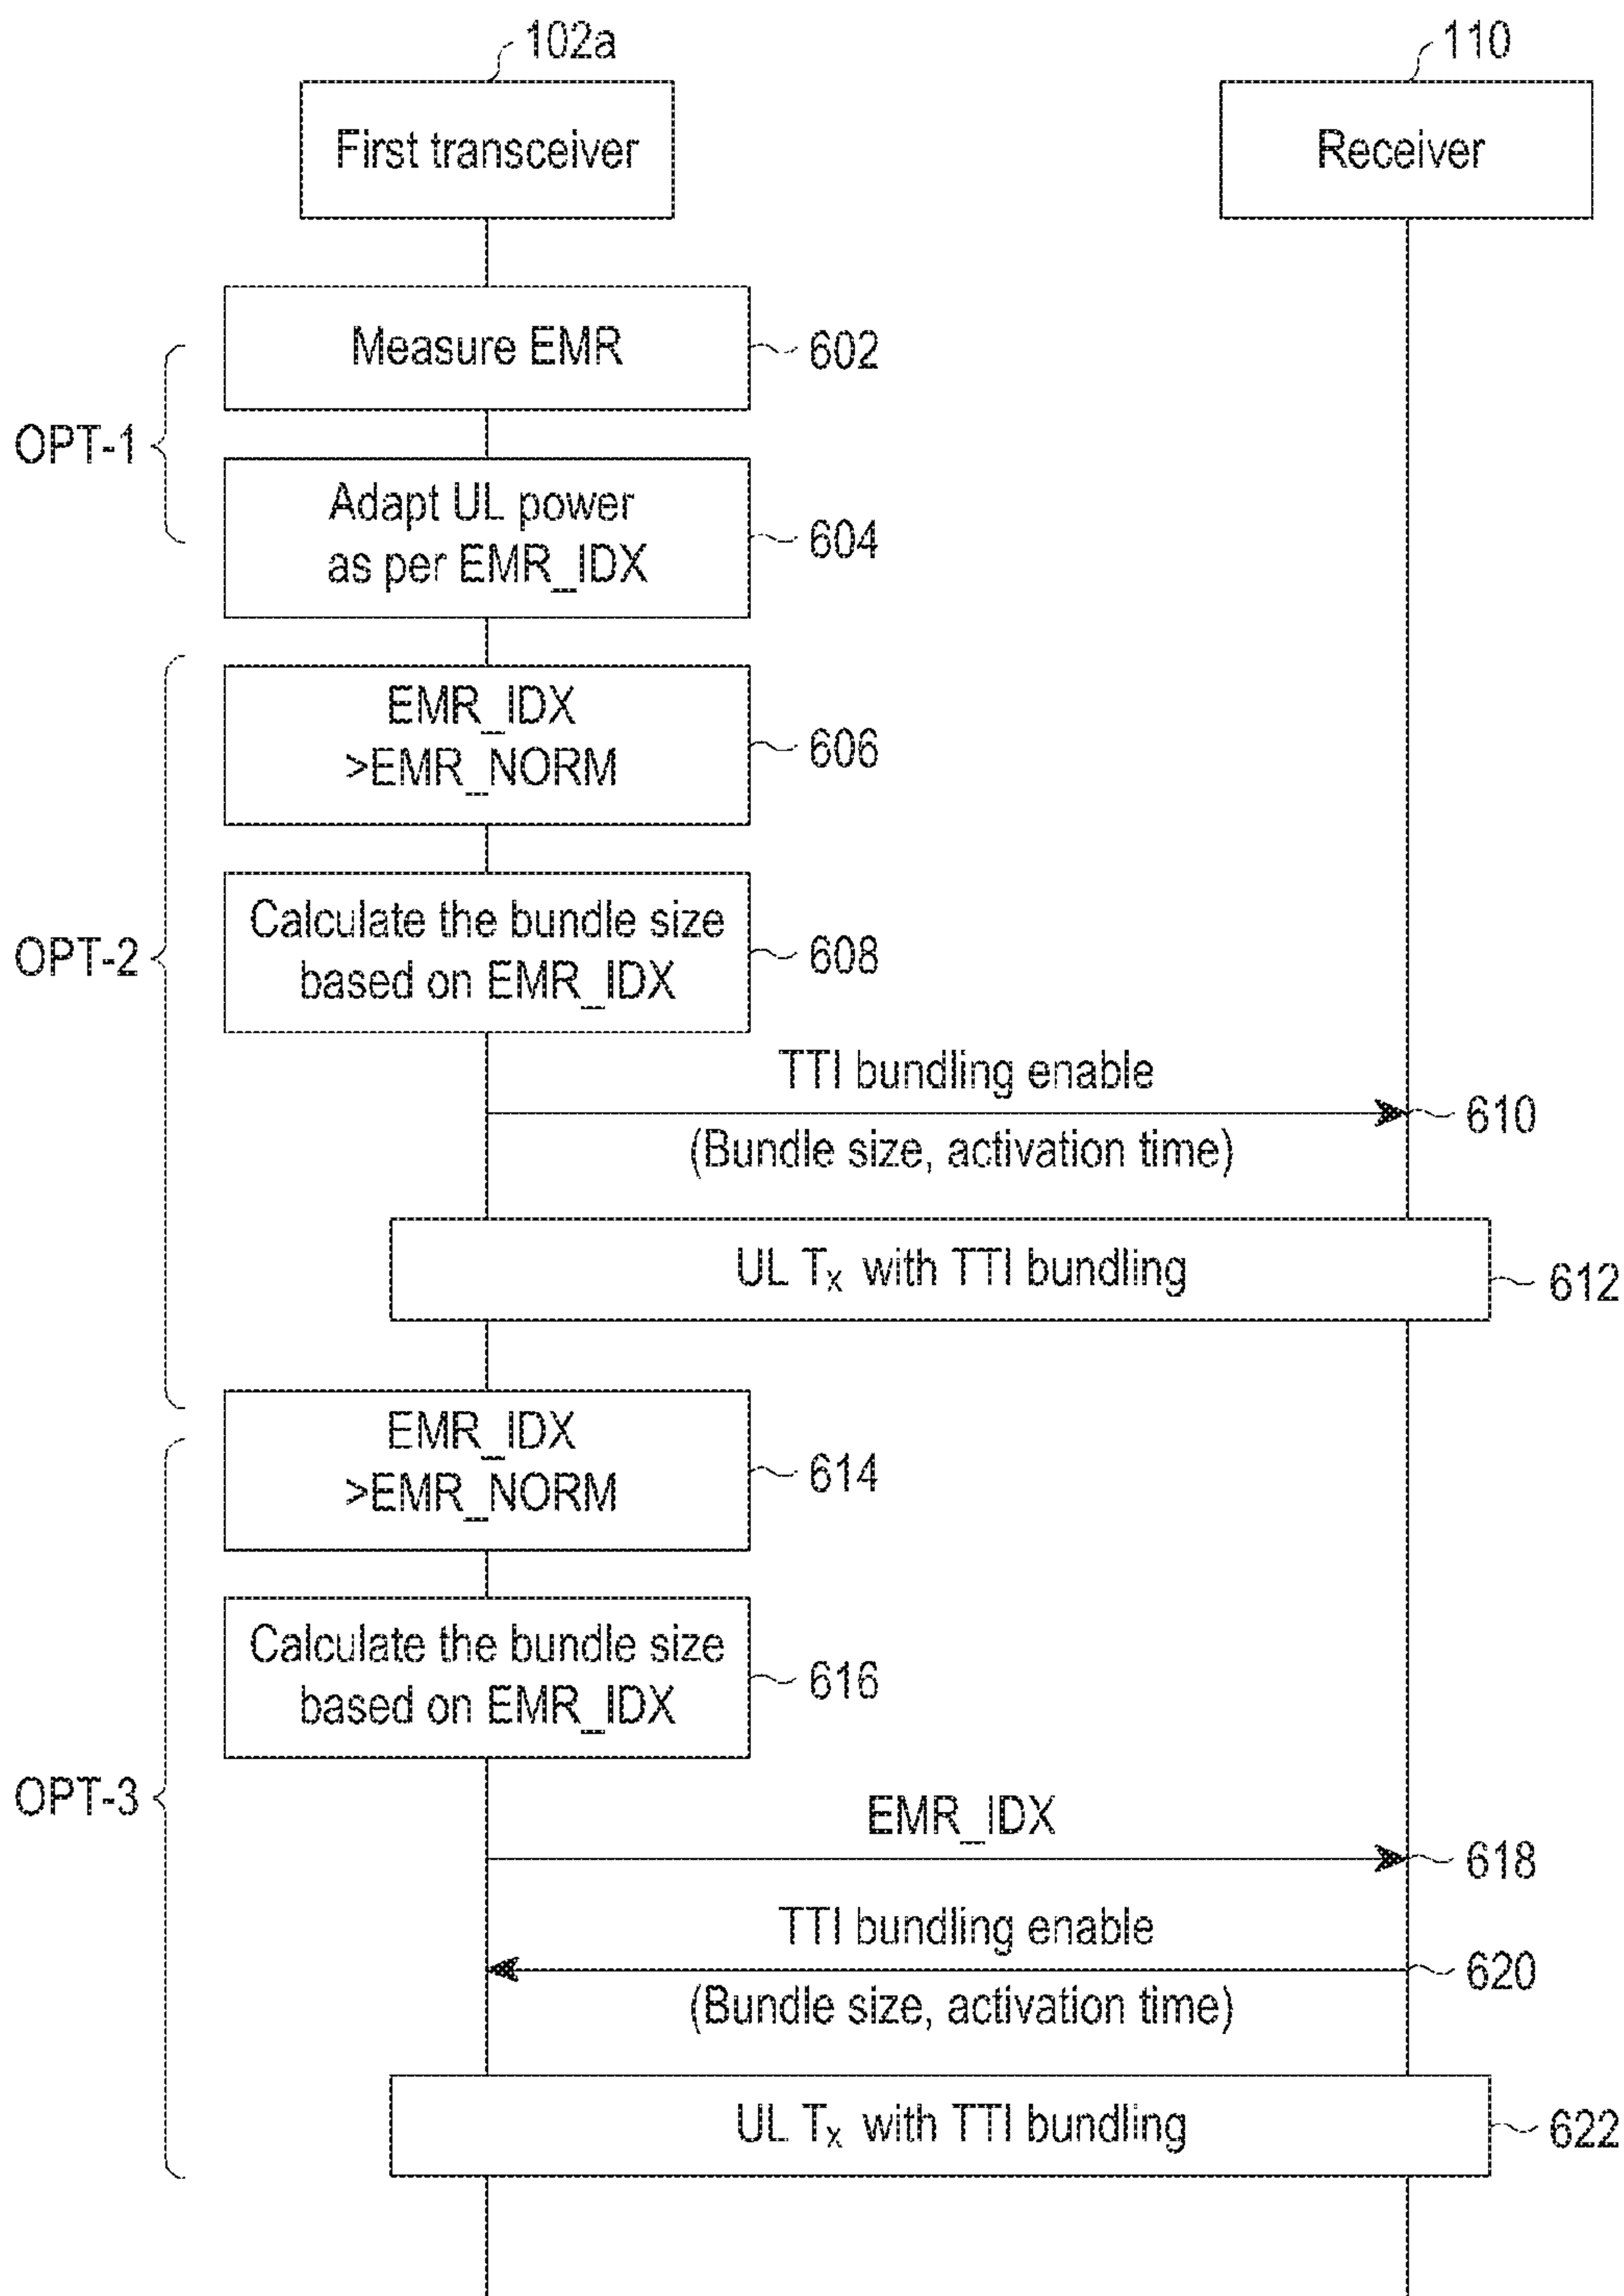 102a
110
First transceiver
Receiver
Measure EMR
602
OPT-1
Adapt UL power
as per EMR_IDX
604
EMR_IDX
>EMR_NORM
606
OPT-2
Calculate the bundle size
based on EMR_IDX
608
TTI bundling enable
610
(Bundle size, activation time)
UL Tx with TTI bundling
612
EMR_IDX
>EMR_NORM
614
Calculate the bundle size
based on EMR_IDX
616
OPT-3
EMR_IDX
618
TTI bundling enable
620
(Bundle size, activation time)
UL Tx with TTI bundling
622